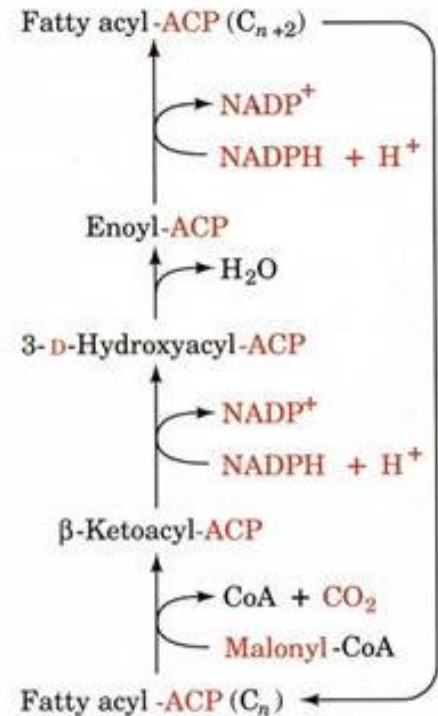 Fatty acyl-ACP (Cn+2)
NADP+
NADPH + H+
Enoyl-ACP
H2O
3-D-Hydroxyacyl-ACP
NADP+
NADPH + H+
β-Ketoacyl-ACP
CoA + CO2
Malonyl-CoA
Fatty acyl-ACP (Cn)